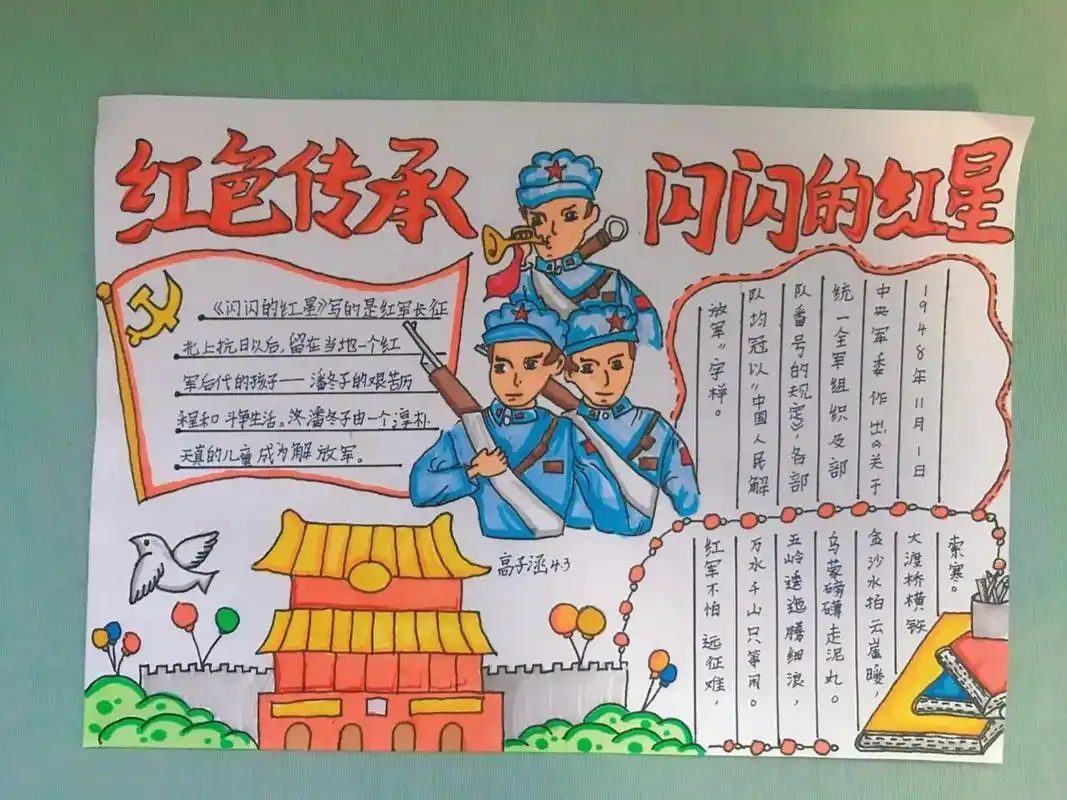 红色传承
闪闪的红星
《闪闪的红星》写的是红军长征
北上抗日以后,留在当地一个红
军后代的孩子——潘冬子的艰苦历
程和斗争生活。潘冬子由一个淳朴
天真的儿童成为解放军。
1948年11月1日
中央军委作出《关于
统一全军组织及部
队番号的规定》,各部
队均冠以“中国人民解
放军”字样。
高子涵4.3
红军不怕 远征难,
万水千山只等闲。
五岭逶迤腾细浪,
乌蒙磅礴走泥丸。
金沙水拍云崖暖,
大渡桥横铁
索寒。